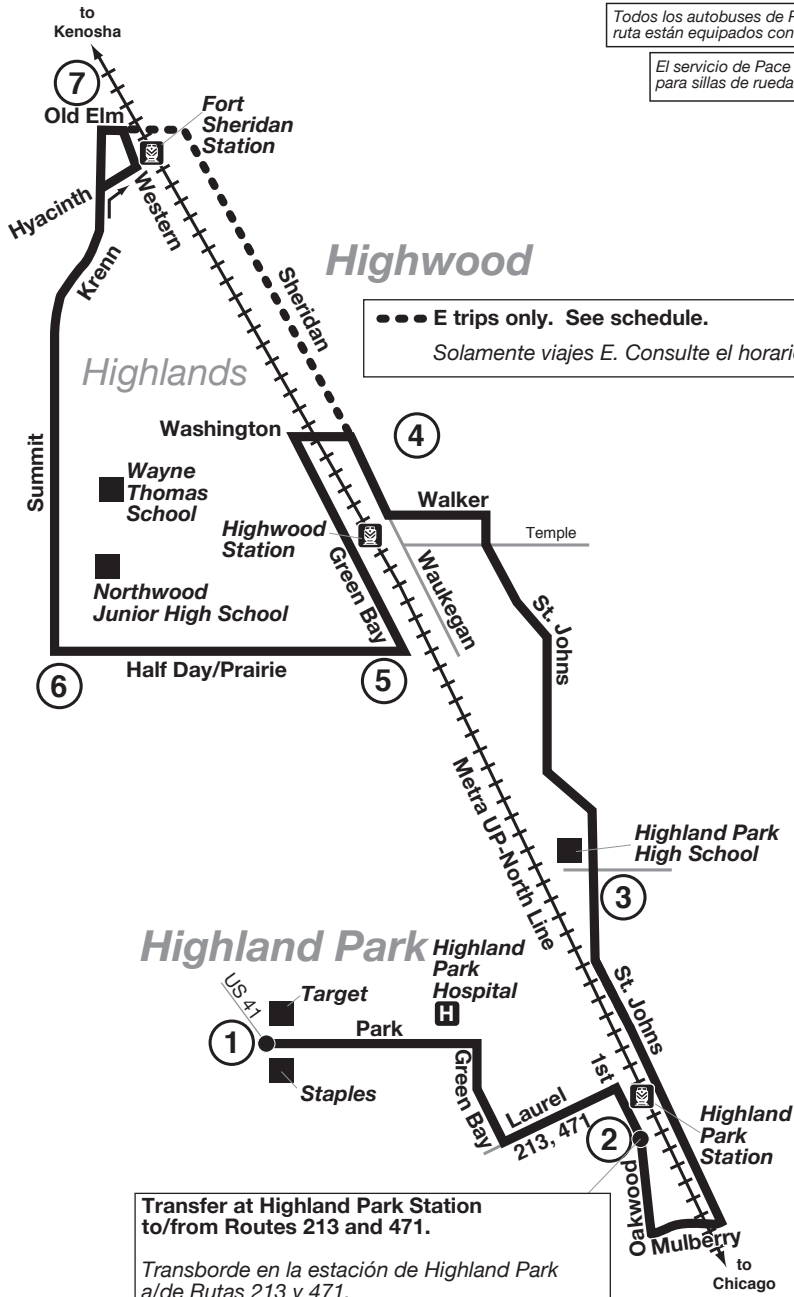 to
Kenosha
Todos los autobuses de
ruta están equipados con
El servicio de Pace
para sillas de rueda
7
Old Elm
Fort
Sheridan
Station
Hyacinth
Western
Krenn
Highwood
Sheridan
E trips only. See schedule.
Solamente viajes E. Consulte el horario
Highlands
Washington
4
Summit
Wayne
Thomas
School
Walker
Highwood
Station
Temple
Green Bay
Waukegan
Northwood
Junior High School
St. Johns
Half Day/Prairie
6
5
Metra UP-North Line
Highland Park
High School
3
Highland Park
Highland
Park
Hospital
H
US 41
Target
St. Johns
1
Park
Staples
Green Bay
Laurel
213, 471
1st
2
Highland
Park
Station
Oakwood
Mulberry
to
Chicago
Transfer at Highland Park Station
to/from Routes 213 and 471.
Transborde en la estación de Highland Park
a/de Rutas 213 y 471.